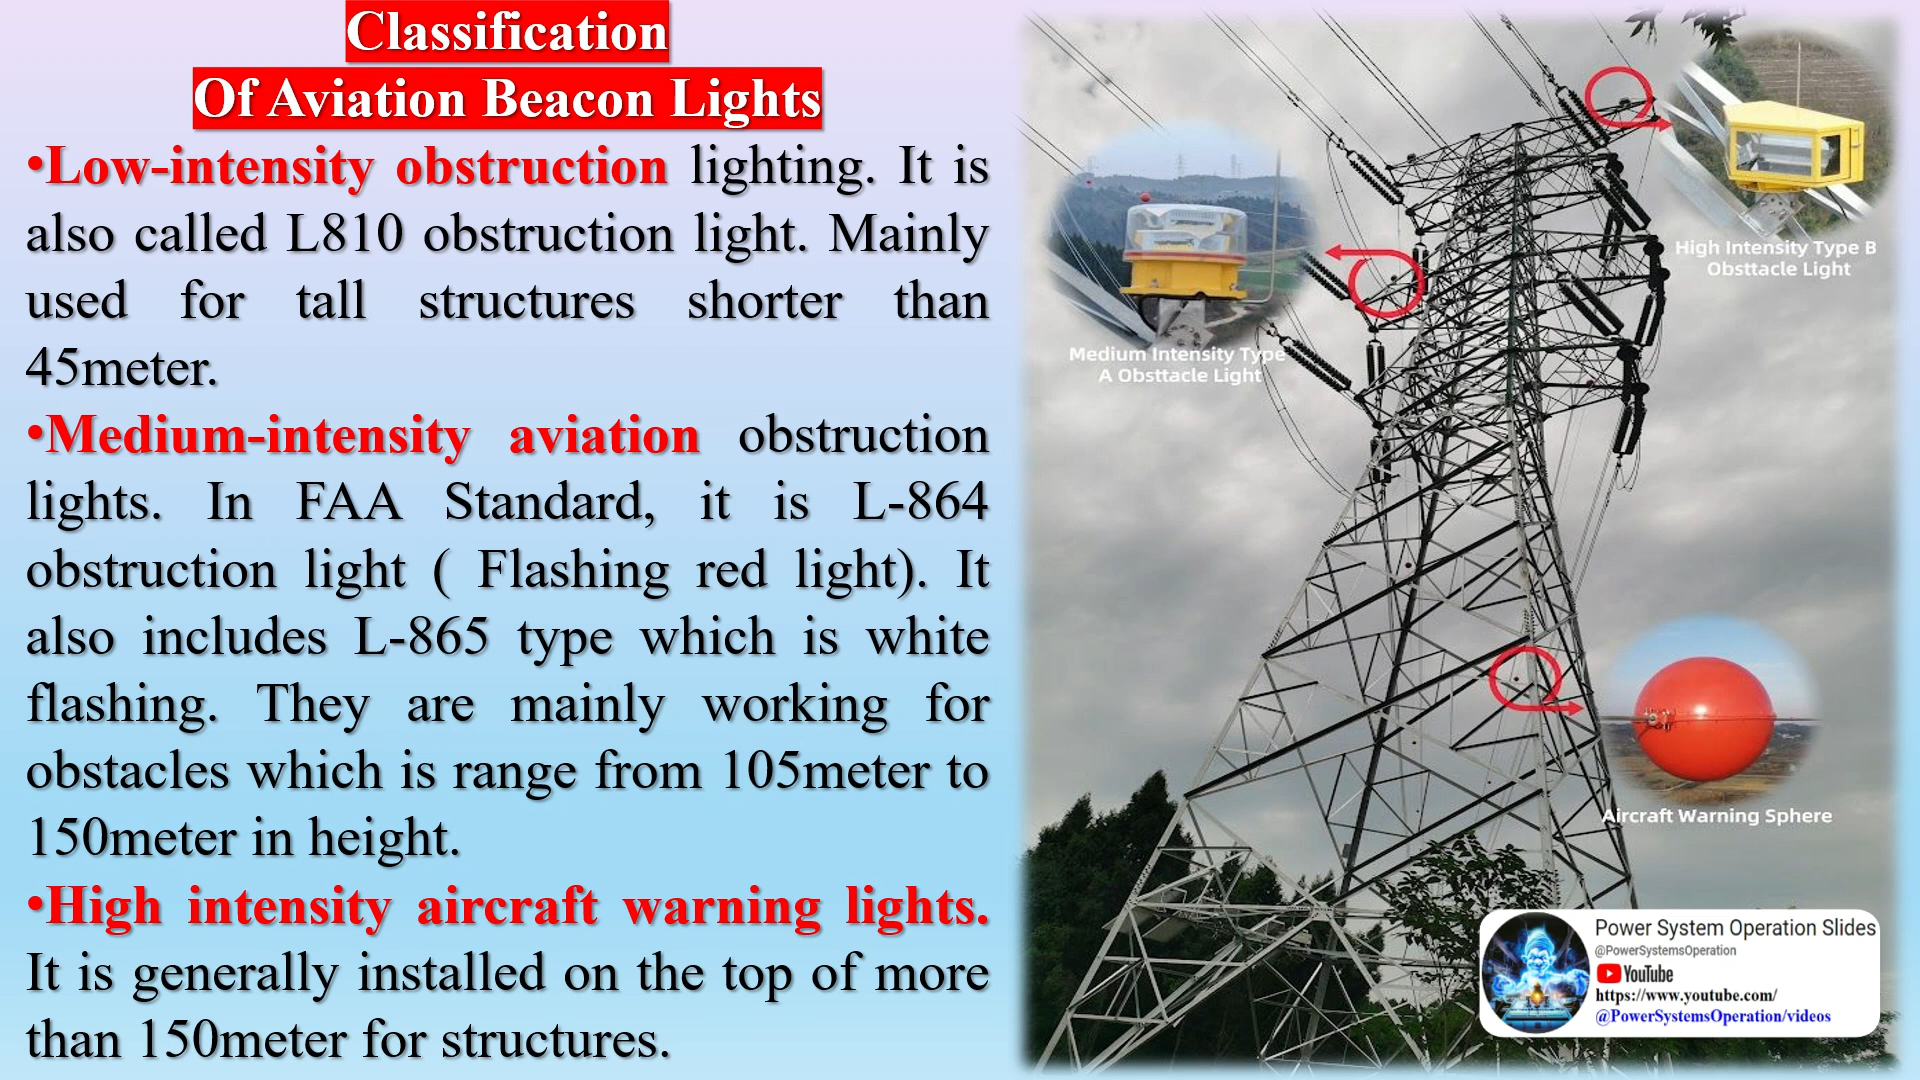 Classification
Of Aviation Beacon Lights
•Low-intensity obstruction lighting. It is
also called L810 obstruction light. Mainly
used for tall structures shorter than
45meter.
•Medium-intensity aviation obstruction
lights. In FAA Standard, it is L-864
obstruction light ( Flashing red light). It
also includes L-865 type which is white
flashing. They are mainly working for
obstacles which is range from 105meter to
150meter in height.
•High intensity aircraft warning lights.
It is generally installed on the top of more
than 150meter for structures.
High Intensity Type B
Obsttacle Light
Medium Intensity Type
A Obsttacle Light
Aircraft Warning Sphere
Power System Operation Slides
@PowerSystemsOperation
YouTube
https://www.youtube.com/
@PowerSystemsOperation/videos